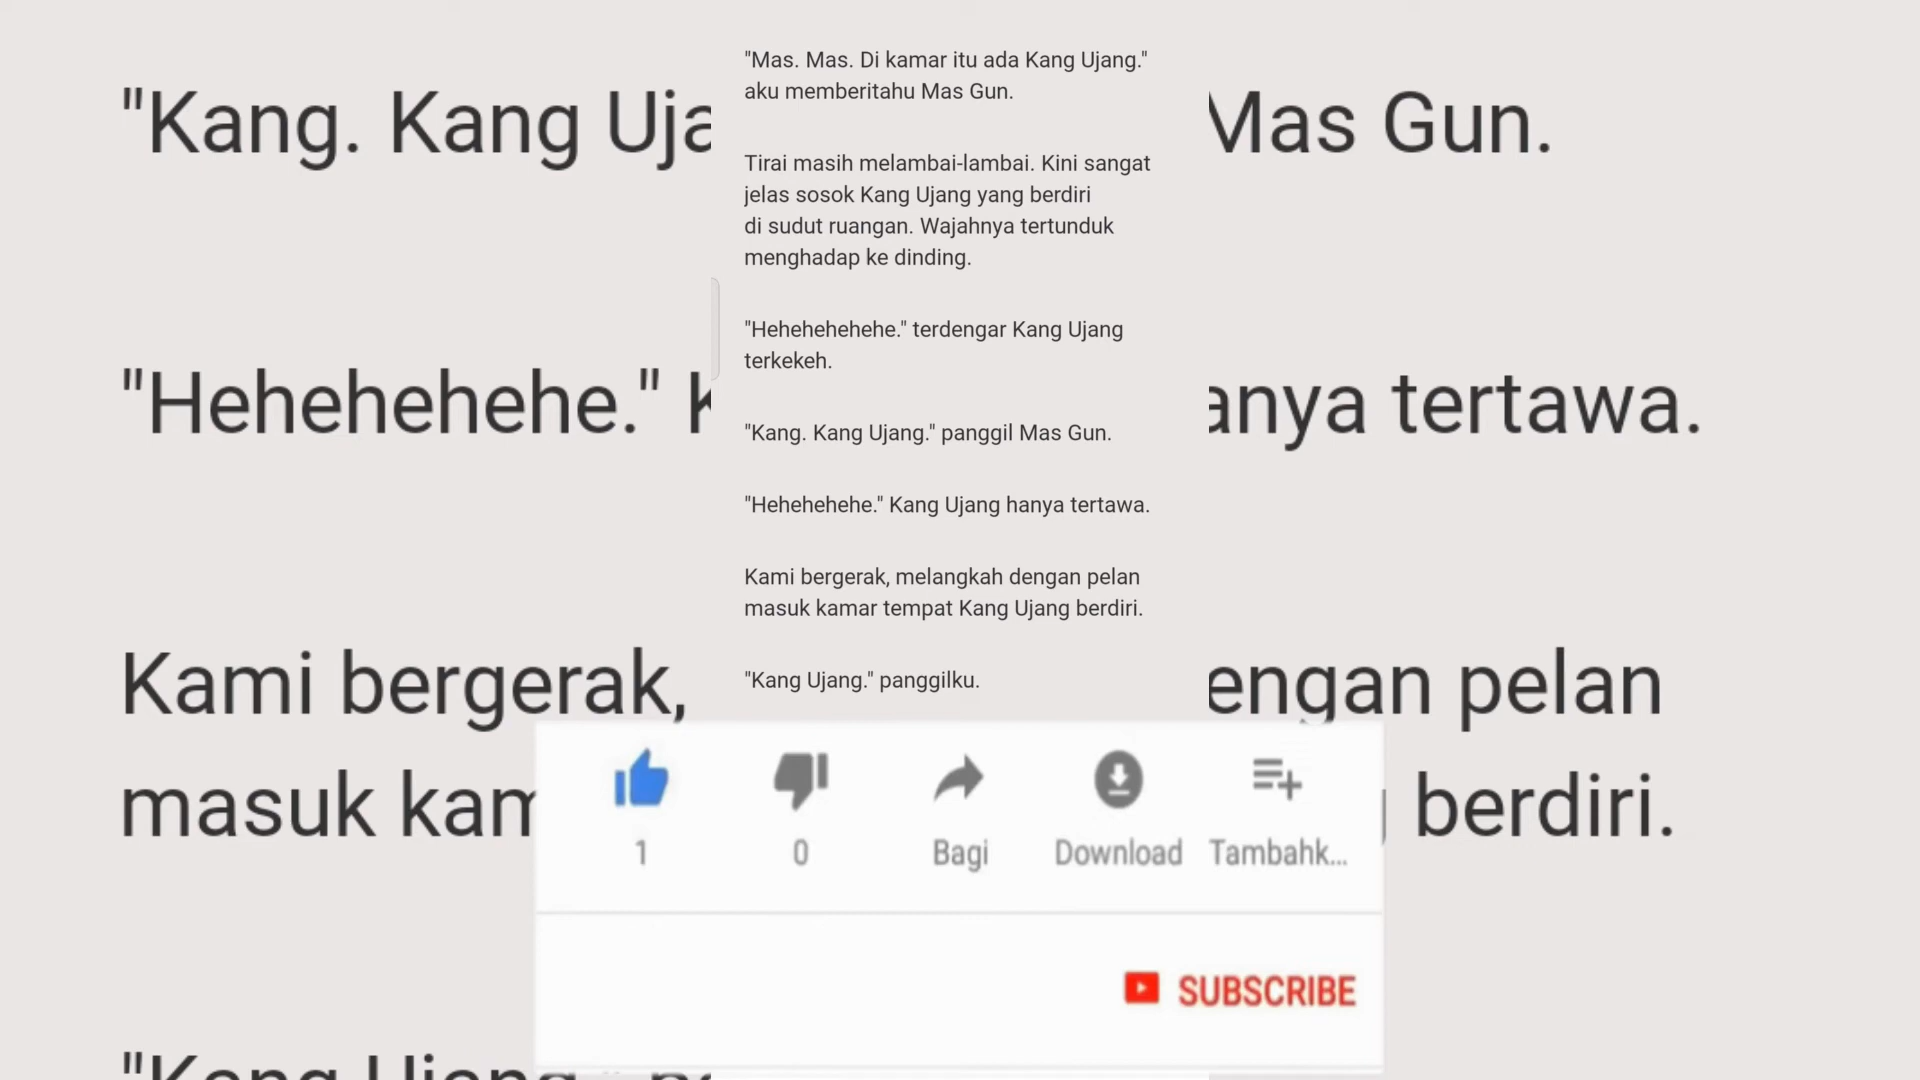 "Mas. Mas. Di kamar itu ada Kang Ujang."
aku memberitahu Mas Gun.
Tirai masih melambai-lambai. Kini sangat
jelas sosok Kang Ujang yang berdiri
di sudut ruangan. Wajahnya tertunduk
menghadap ke dinding.
"Hehehehehehe." terdengar Kang Ujang
terkekeh.
"Kang. Kang Ujang." panggil Mas Gun.
"Hehehehehe." Kang Ujang hanya tertawa.
Kami bergerak, melangkah dengan pelan
masuk kamar tempat Kang Ujang berdiri.
"Kang Ujang." panggilku.
"Kang. Kang Uja
Mas Gun.
"Hehehehehe." K
anya tertawa.
Kami bergerak,
engan pelan
masuk kam
berdiri.
"Kang Ujang."
1
0
Bagi
Download
Tambahk...
SUBSCRIBE